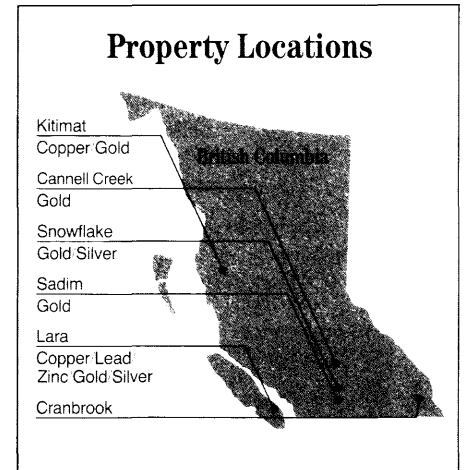 Property Locations
British Columbia
Kitimat
Copper/Gold
Cannell Creek
Gold
Snowflake
Gold/Silver
Sadim
Gold
Lara
Copper/Lead/
Zinc/Gold/Silver
Cranbrook